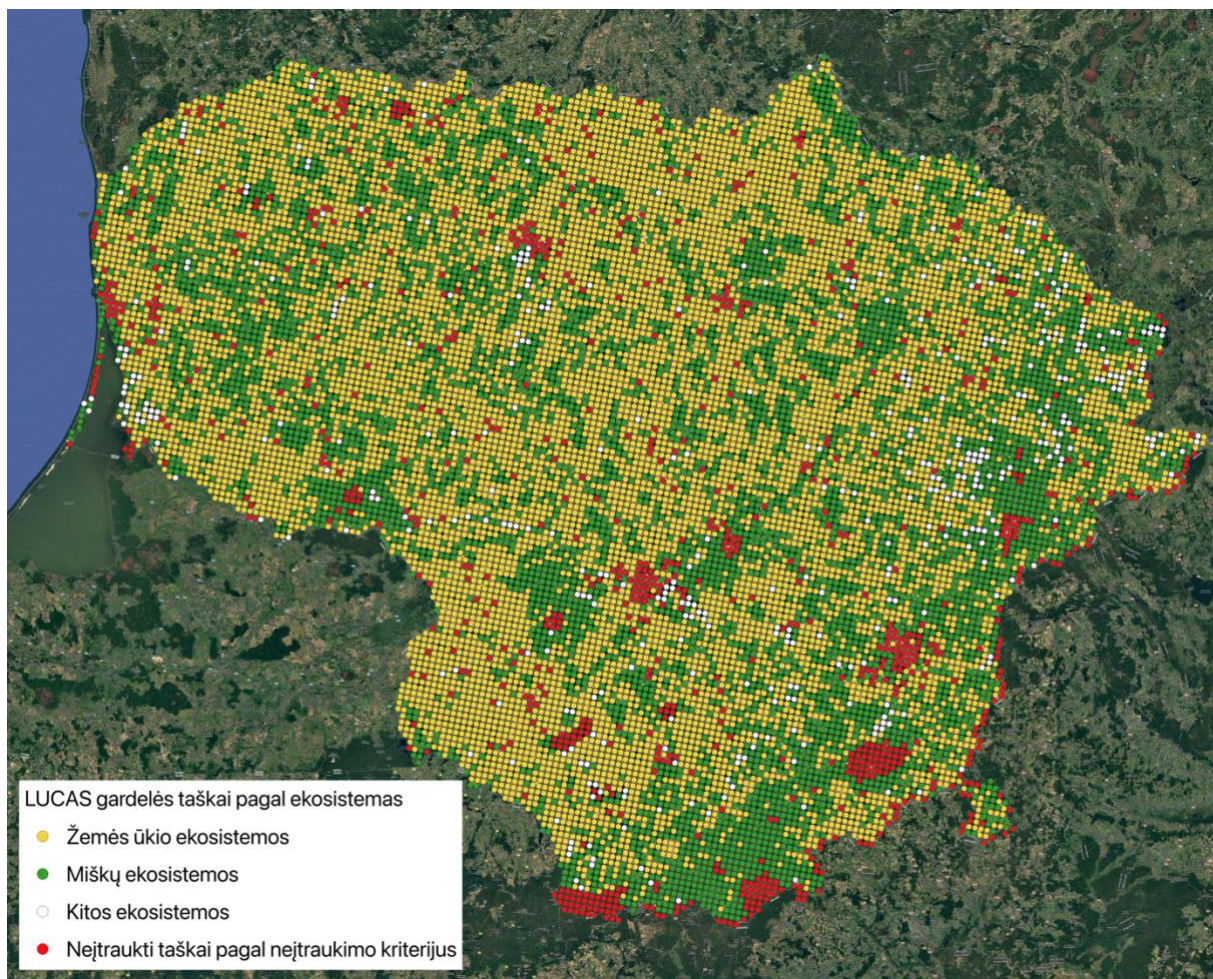 LUCAS gardelės taškai pagal ekosistemas
Žemės ūkio ekosistemos
Miškų ekosistemos
Kitos ekosistemos
Neįtraukti taškai pagal neįtraukimo kriterijus